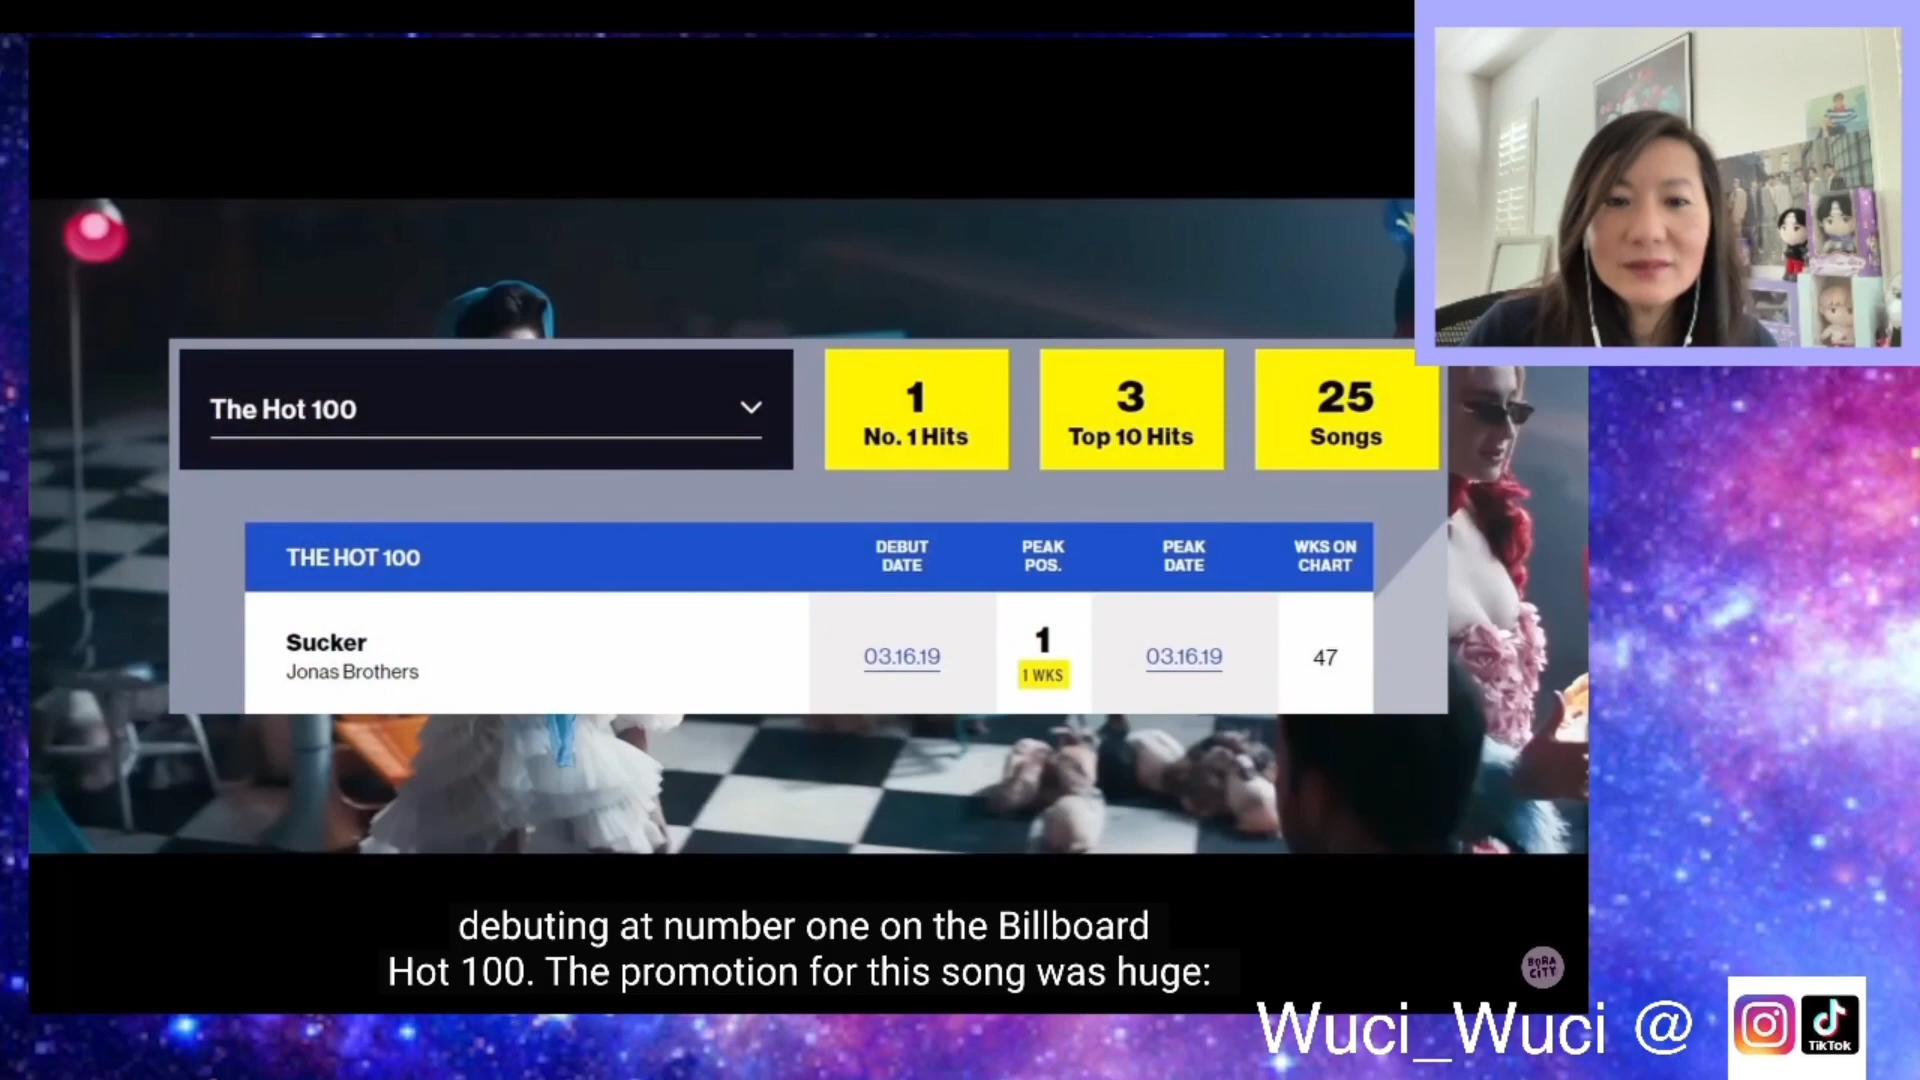 The Hot 100
1
No. 1 Hits
3
Top 10 Hits
25
Songs
THE HOT 100
DEBUT
DATE
PEAK
POS.
PEAK
DATE
WKS ON
CHART
Sucker
Jonas Brothers
03.16.19
1
1 WKS
03.16.19
47
debuting at number one on the Billboard
Hot 100. The promotion for this song was huge:
BORA
CITY
Wuci_Wuci @
TikTok